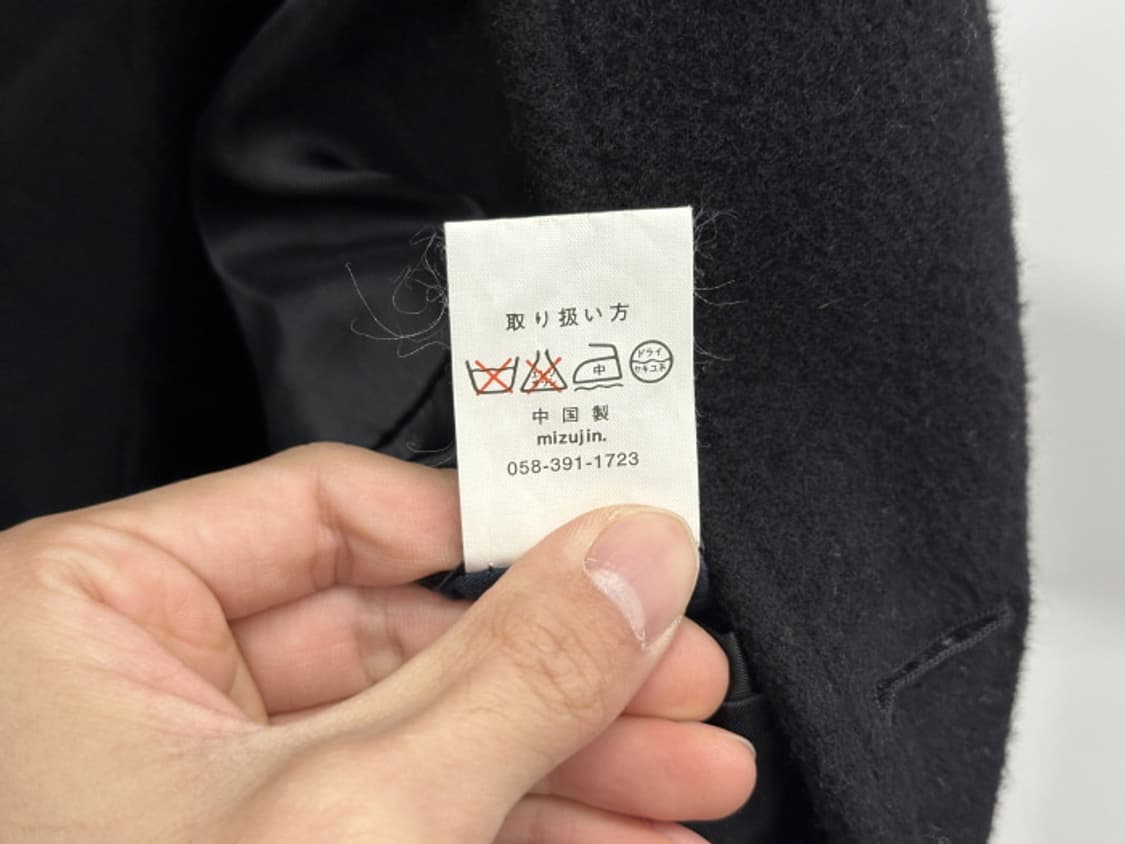 取り扱い方
中
ドライ
セキユ系
中国製
mizujin.
058-391-1723